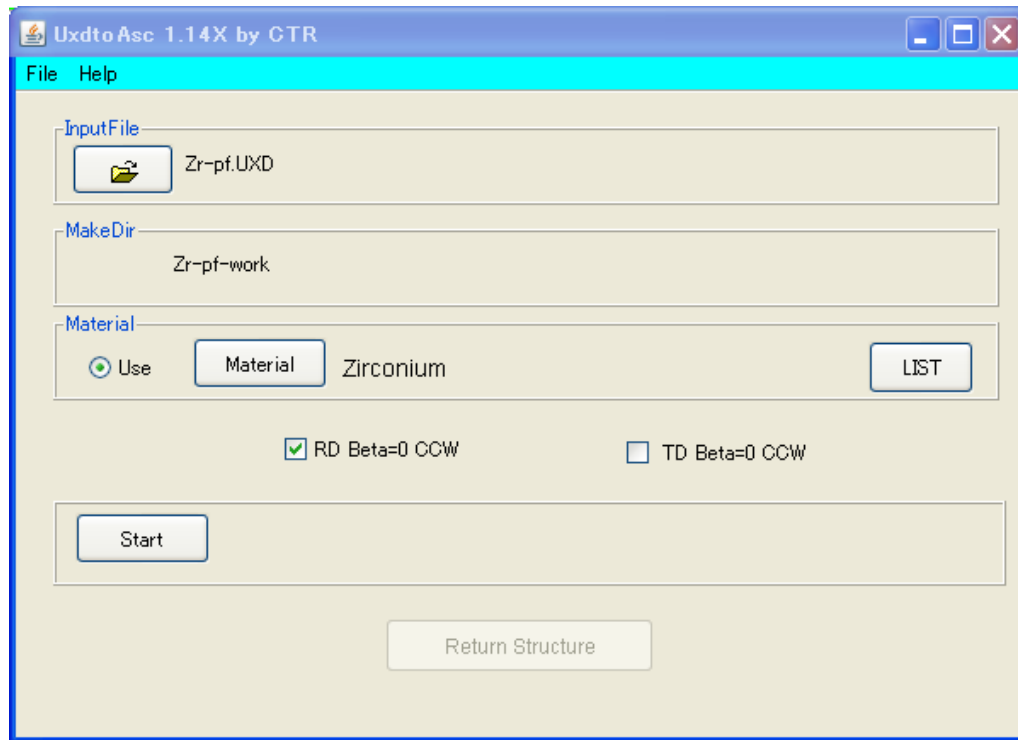 UxdtoAsc 1.14X by CTR
File Help
InputFile
Zr-pf.UXD
MakeDir
Zr-pf-work
Material
Use Material Zirconium LIST
RD Beta=0 CCW TD Beta=0 CCW
Start
Return Structure